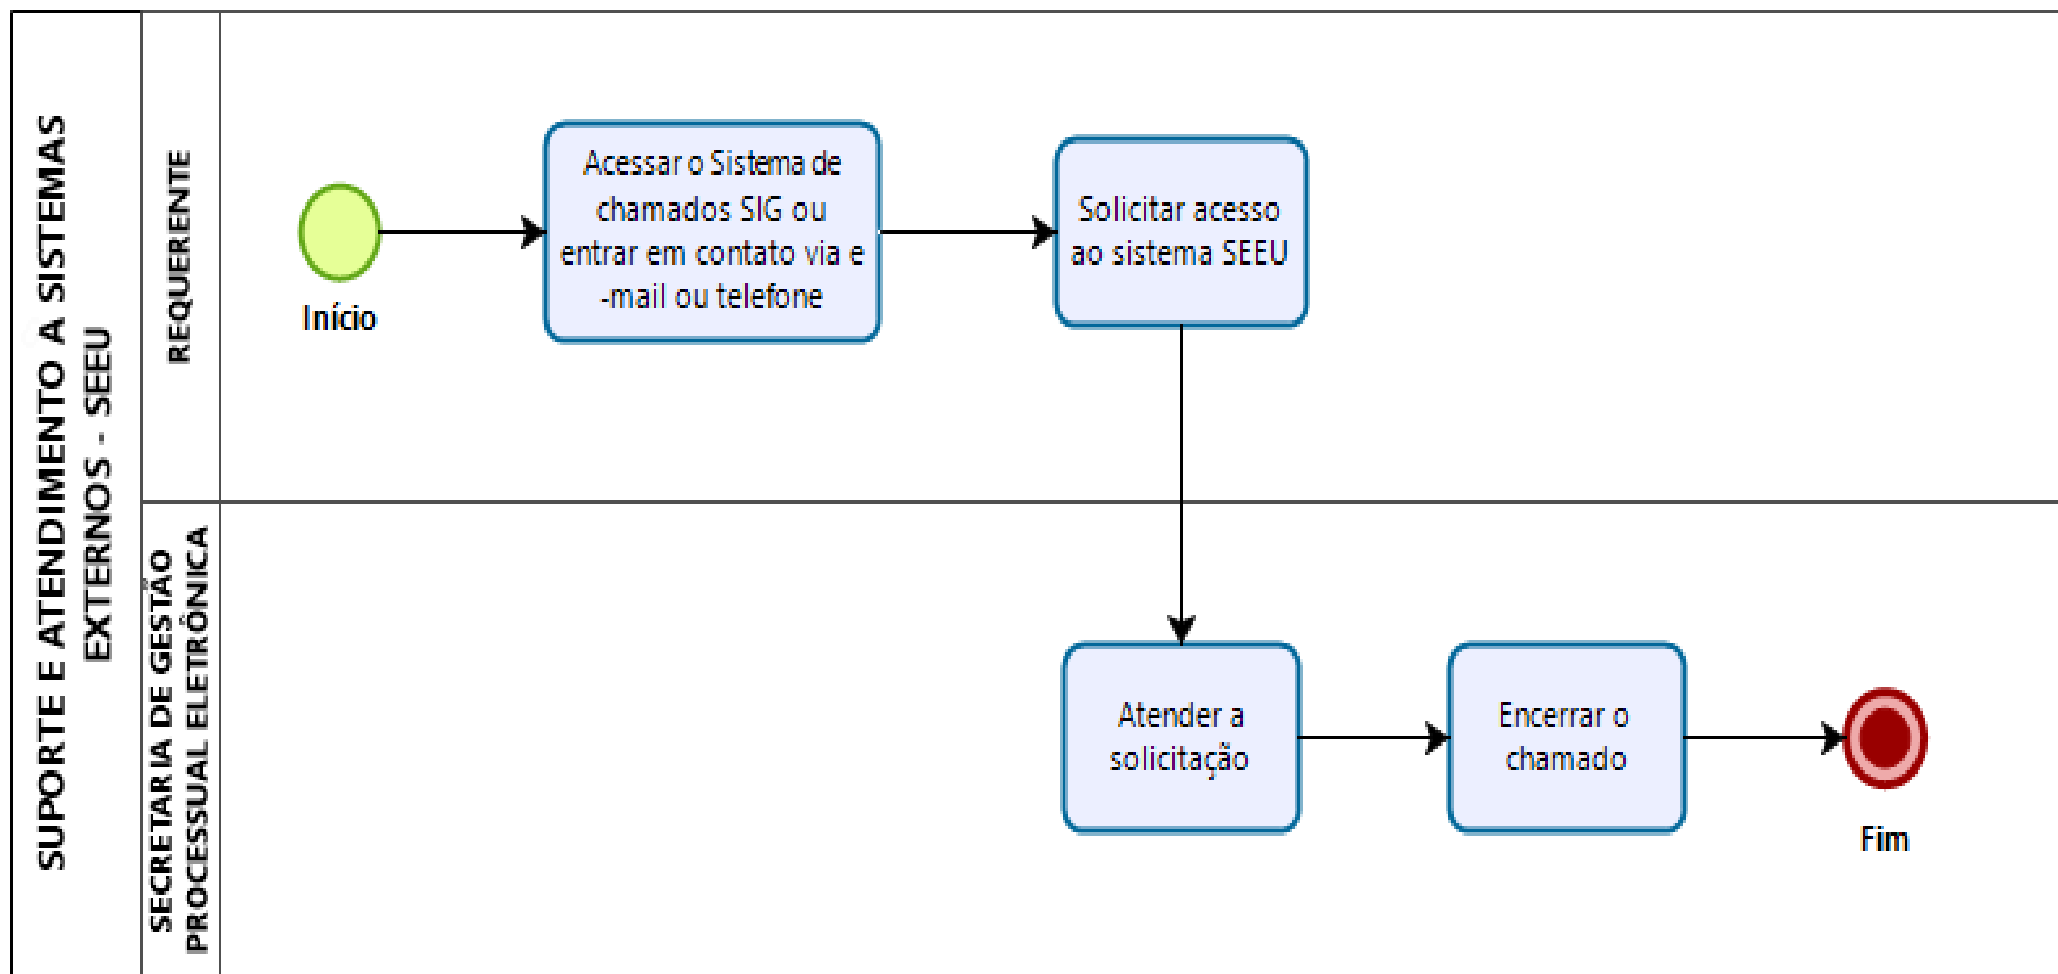 SUPORTE E ATENDIMENTO A SISTEMAS
EXTERNOS - SEEU
REQUERENTE
Início
Acessar o Sistema de
chamados SIG ou
entrar em contato via e
-mail ou telefone
Solicitar acesso
ao sistema SEEU
SECRETARIA DE GESTÃO
PROCESSUAL ELETRÔNICA
Atender a
solicitação
Encerrar o
chamado
Fim